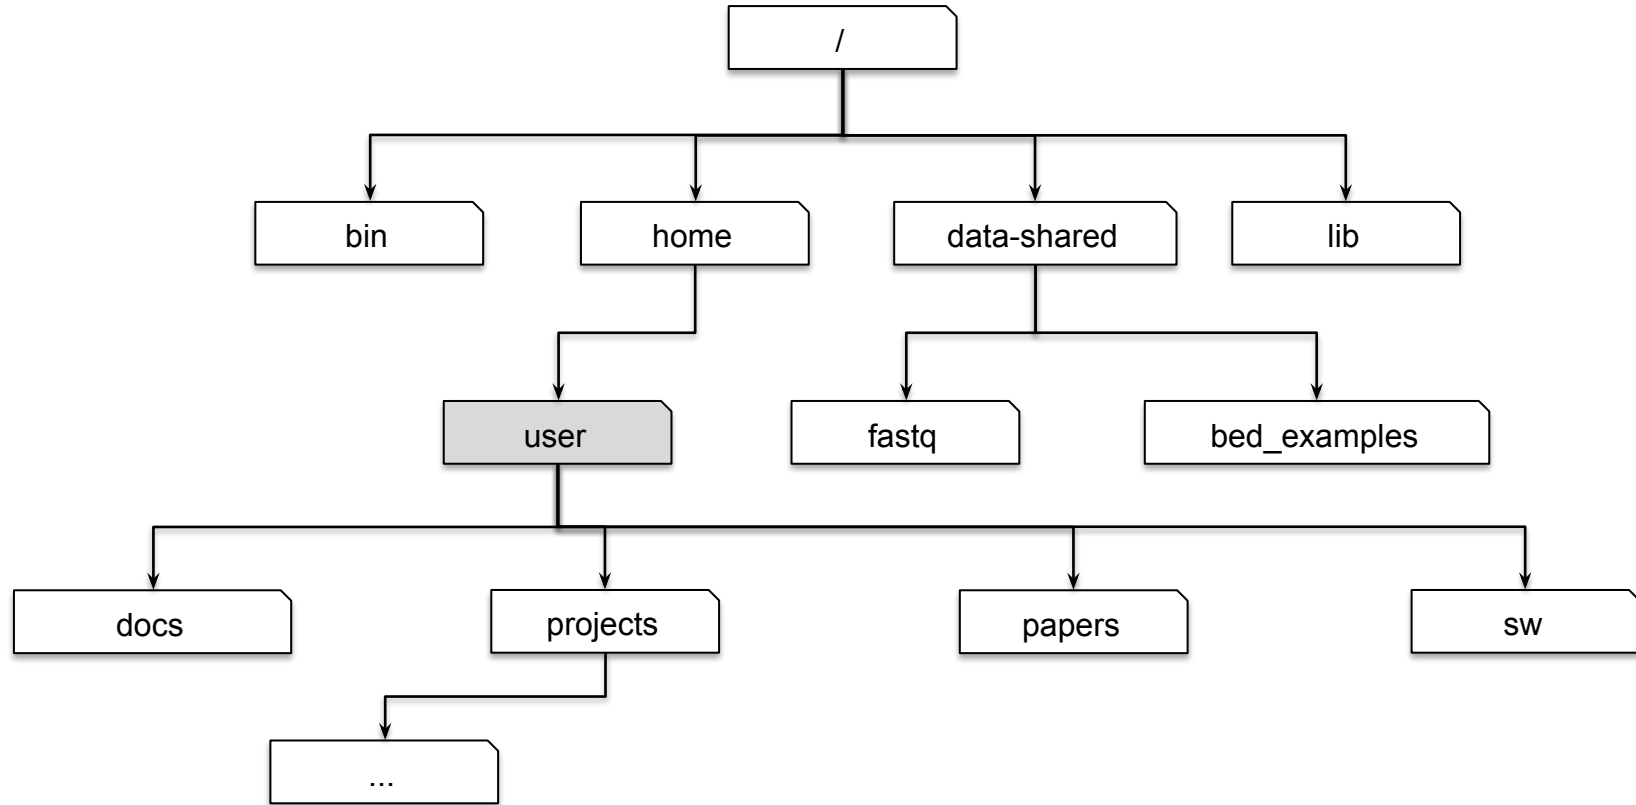 /
bin
home
data-shared
lib
user
fastq
bed_examples
docs
projects
papers
sw
...